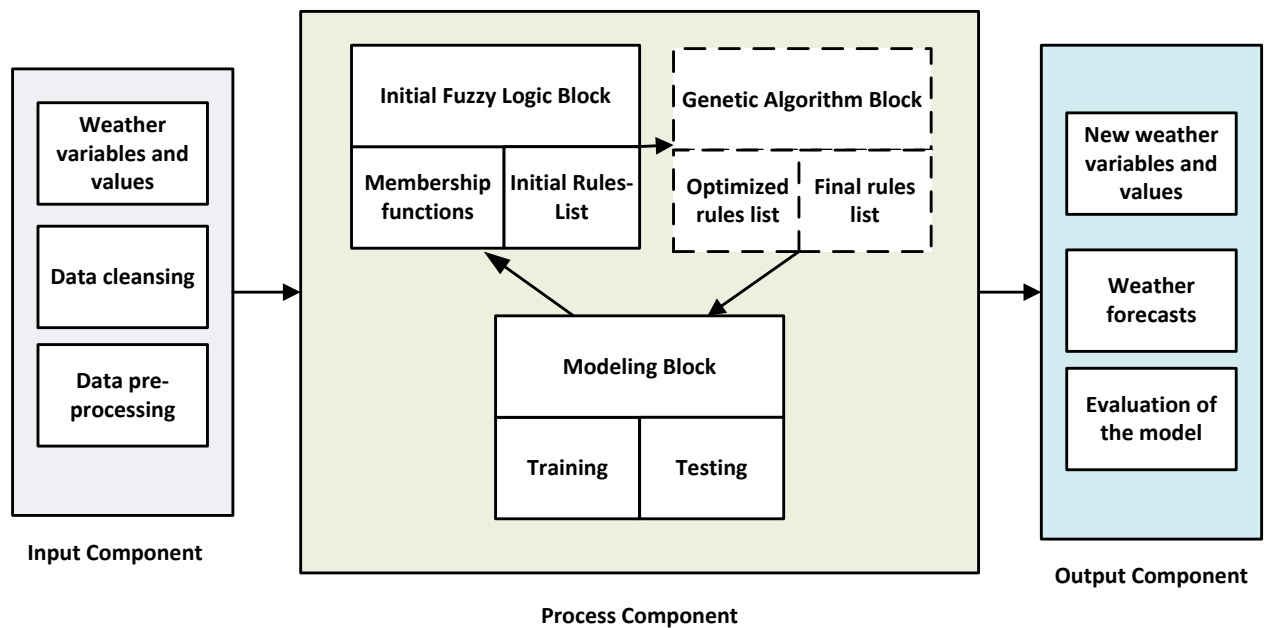 Weather
variables and
values
Data cleansing
Data pre-
processing
Input Component
Initial Fuzzy Logic Block
Membership
functions
Initial Rules-
List
Genetic Algorithm Block
Optimized
rules list
Final rules
list
Modeling Block
Training
Testing
Process Component
New weather
variables and
values
Weather
forecasts
Evaluation of
the model
Output Component